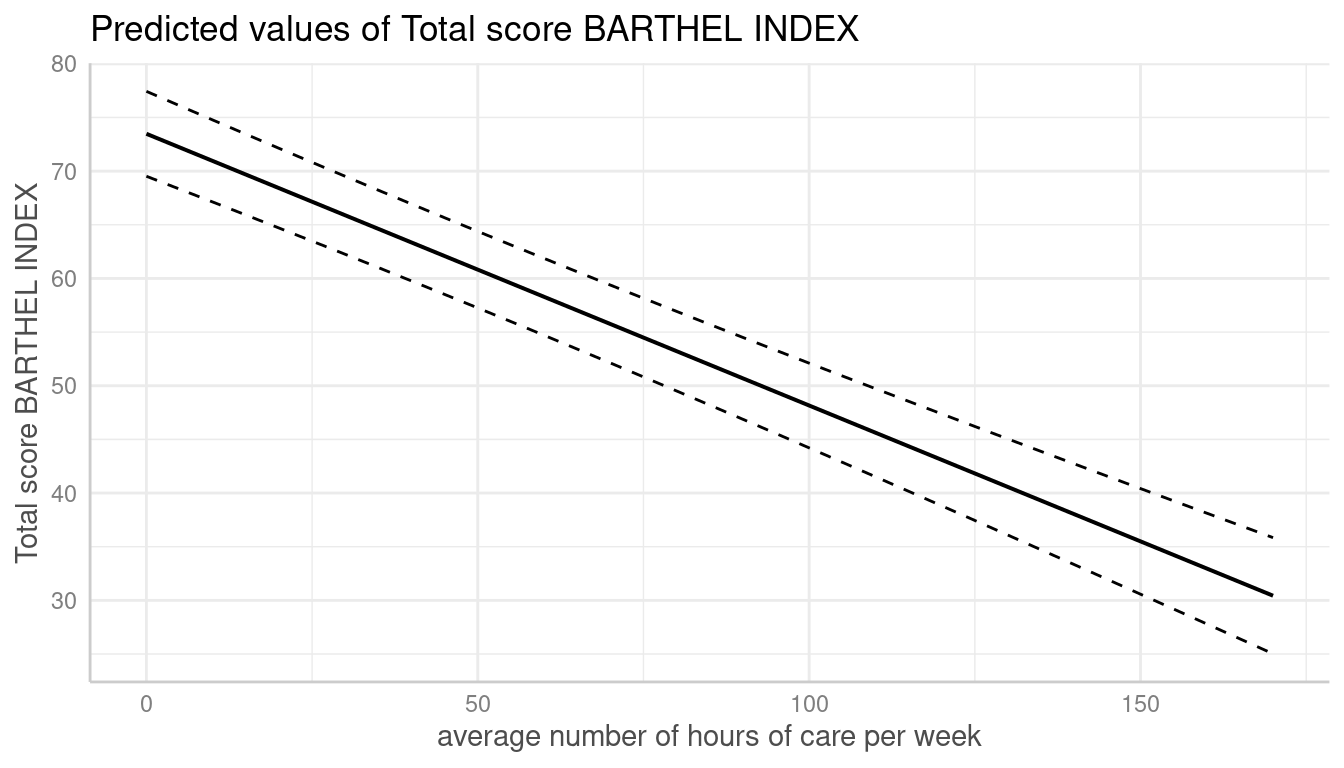 Predicted values of Total score BARTHEL INDEX
80
70
60
50
40
30
Total score BARTHEL INDEX
0 50 100 150
average number of hours of care per week